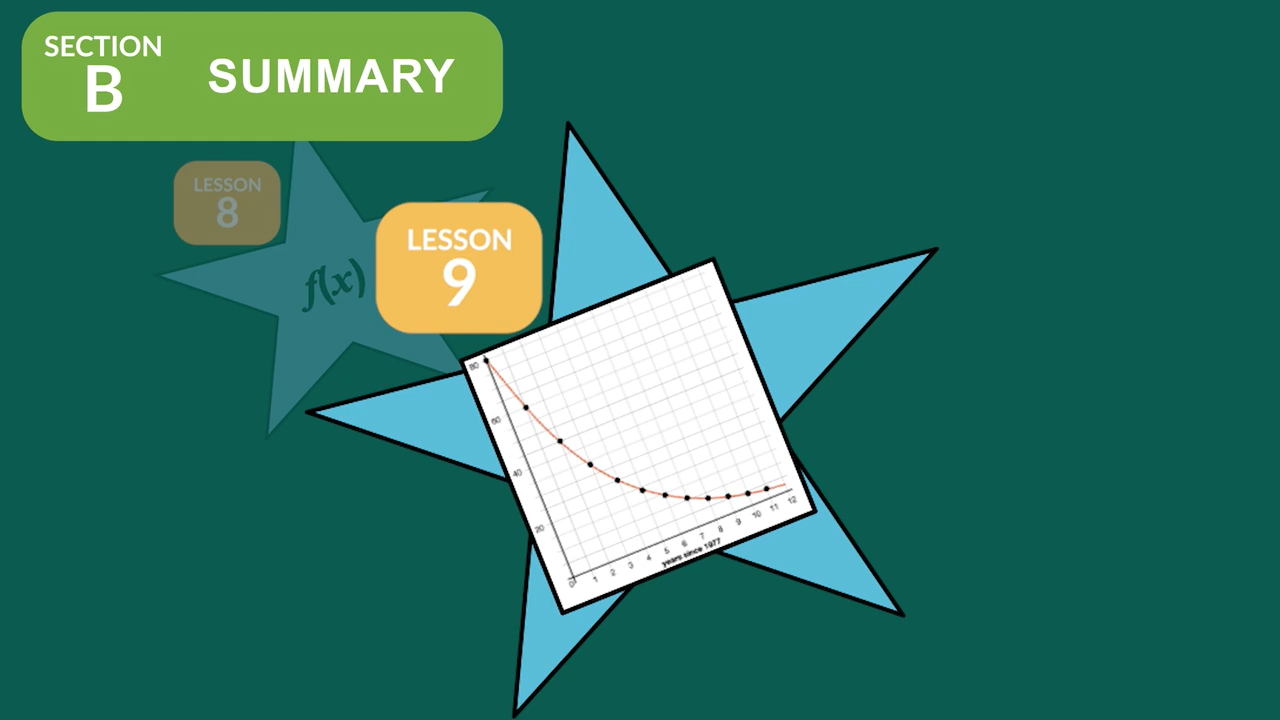 SECTION
B
SUMMARY
LESSON
8
f(x)
LESSON
9
80
60
40
20
0
1 2 3 4 5 6 7 8 9 10 11 12
years since 1977